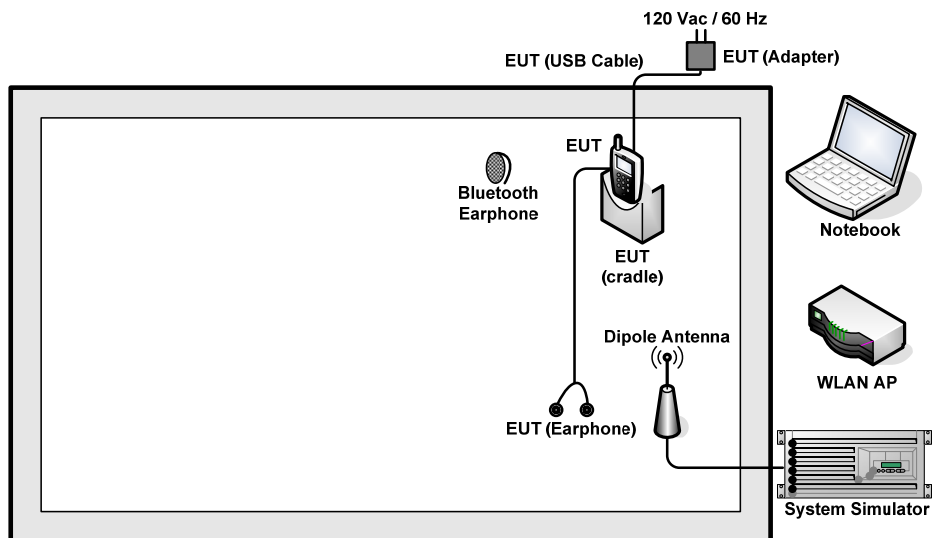 120 Vac / 60 Hz
EUT (USB Cable)
EUT (Adapter)
EUT
Bluetooth
Earphone
EUT
(cradle)
Notebook
Dipole Antenna
WLAN AP
EUT (Earphone)
System Simulator